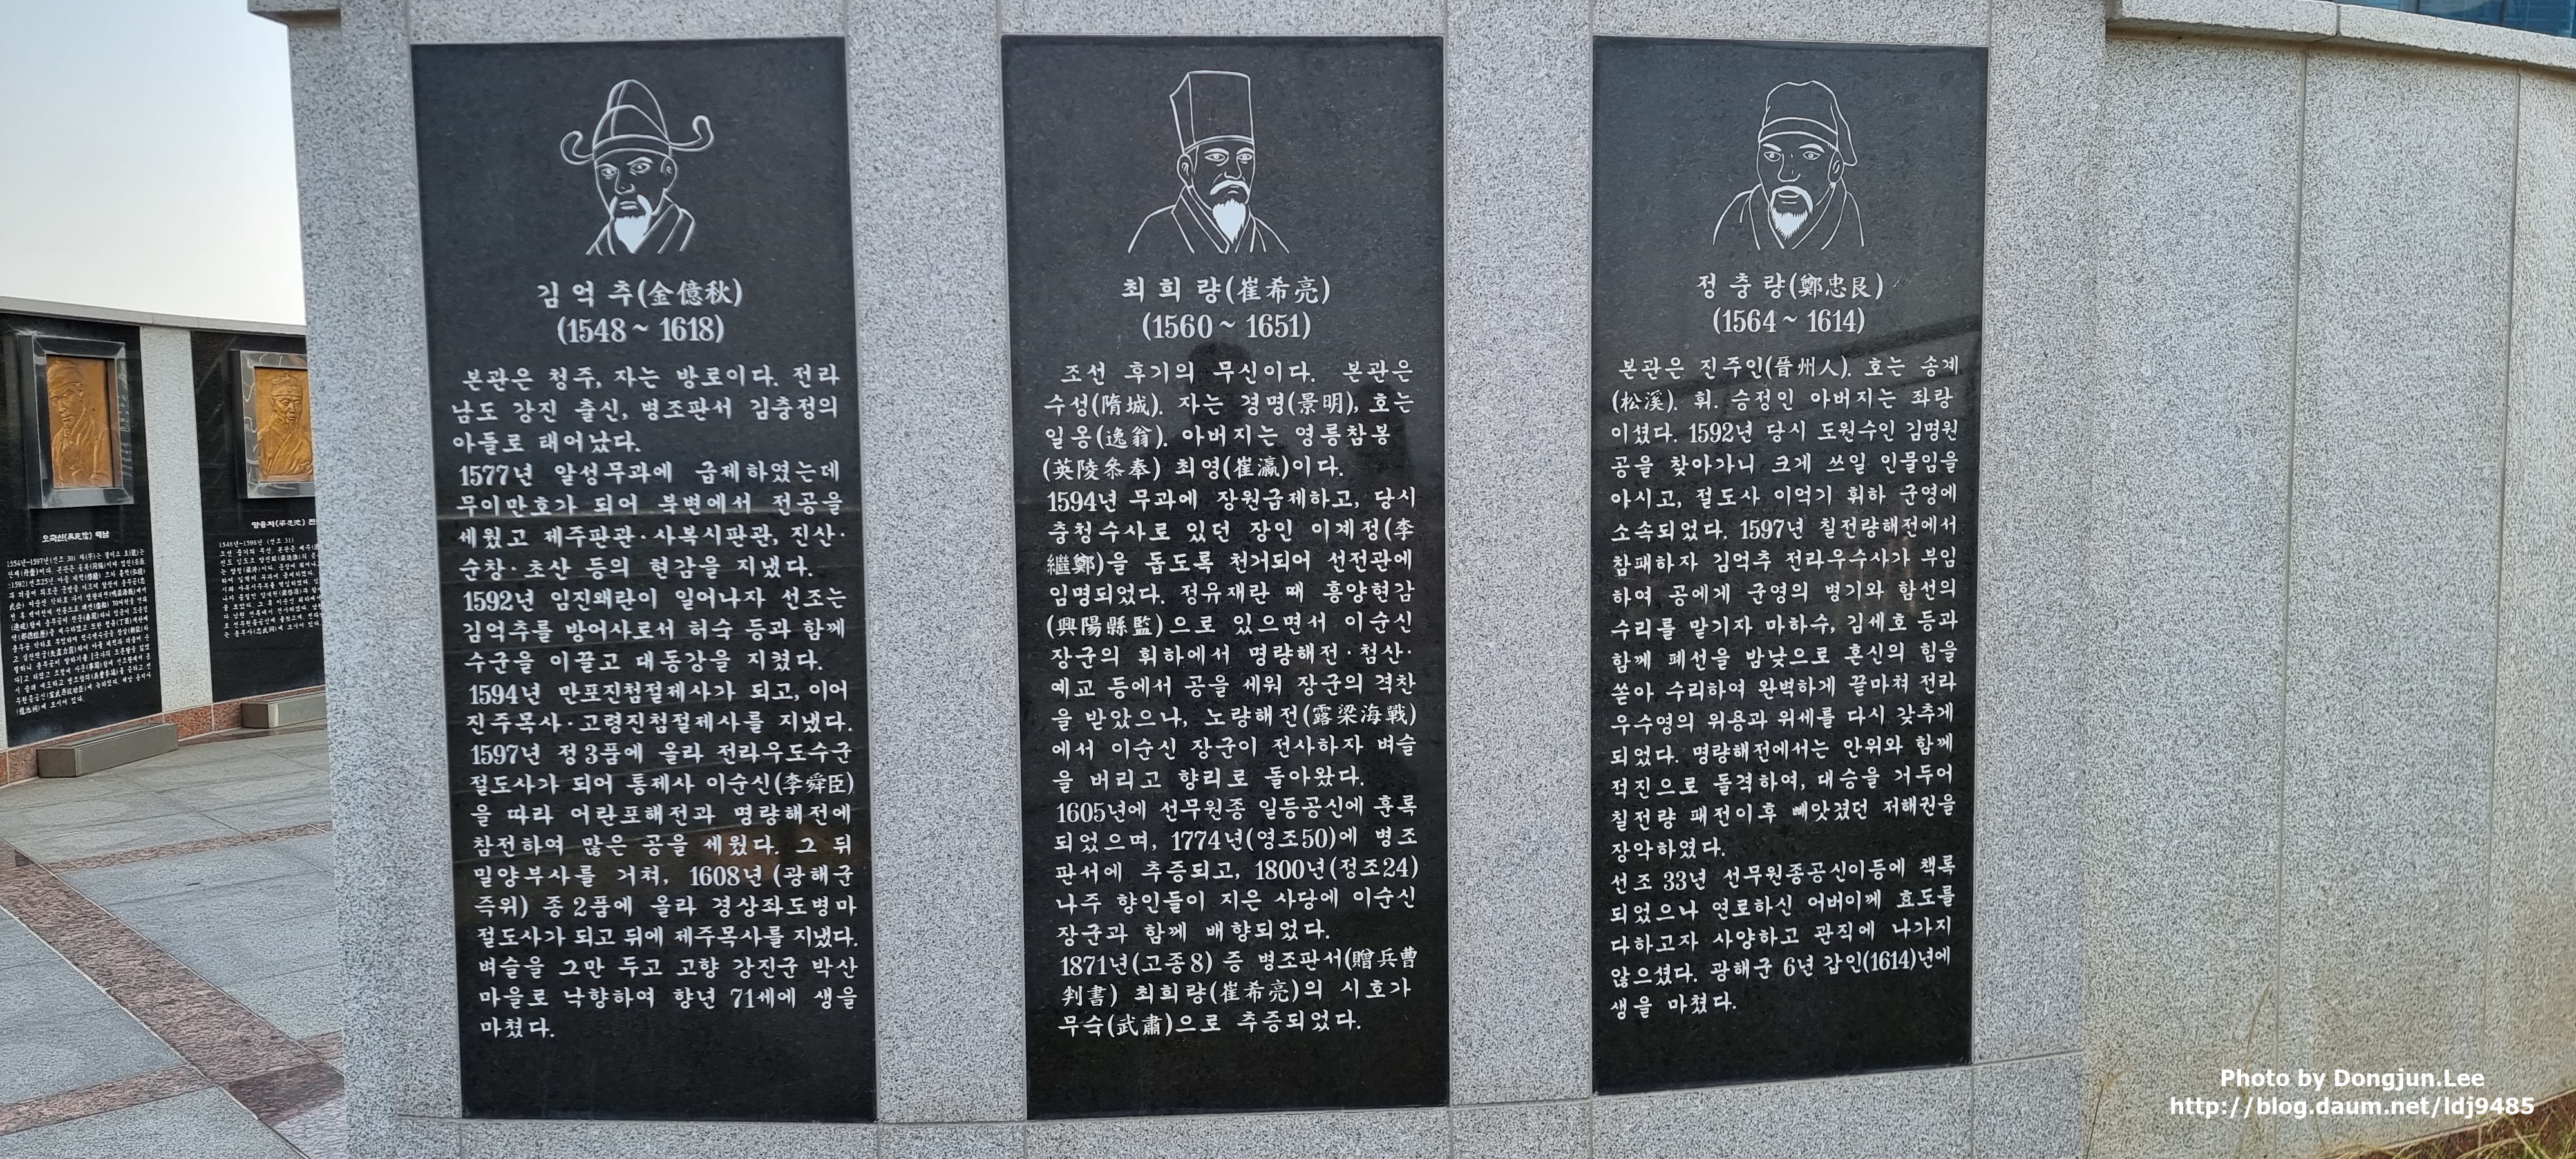 김 억 추(金億秋)
(1548 ~ 1618)
본관은 청주, 자는 방로이다. 전라
남도 강진 출신, 병조판서 김충정의
아들로 태어났다.
1577년 알성무과에 급제하였는데
무이만호가 되어 북변에서 전공을
세웠고 제주판관·사복시판관, 진산·
순창·초산 등의 현감을 지냈다.
1592년 임진왜란이 일어나자 선조는
김억추를 방어사로서 허숙 등과 함께
수군을 이끌고 대동강을 지켰다.
1594년 만포진첨절제사가 되고, 이어
진주목사·고령진첨절제사를 지냈다.
1597년 정3품에 올라 전라우도수군
절도사가 되어 통제사 이순신(李舜臣)
을 따라 어란포해전과 명량해전에
참전하여 많은 공을 세웠다. 그 뒤
밀양부사를 거쳐, 1608년 (광해군
즉위) 종2품에 올라 경상좌도병마
절도사가 되고 뒤에 제주목사를 지냈다.
벼슬을 그만 두고 고향 강진군 박산
마을로 낙향하여 향년 71세에 생을
마쳤다.
최 희 량(崔希亮)
(1560 ~ 1651)
조선 후기의 무신이다. 본관은
수성(隋城). 자는 경명(景明), 호는
일옹(逸翁). 아버지는 영릉참봉
(英陵叅奉) 최영(崔瀛)이다.
1594년 무과에 장원급제하고, 당시
충청수사로 있던 장인 이계정(李
繼鄭)을 돕도록 천거되어 선전관에
임명되었다. 정유재란 때 흥양현감
(興陽縣監)으로 있으면서 이순신
장군의 휘하에서 명량해전·첨산·
예교 등에서 공을 세워 장군의 격찬
을 받았으나, 노량해전(露梁海戰)
에서 이순신 장군이 전사하자 벼슬
을 버리고 향리로 돌아왔다.
1605년에 선무원종 일등공신에 훈록
되었으며, 1774년(영조50)에 병조
판서에 추증되고, 1800년(정조24)
나주 향인들이 지은 사당에 이순신
장군과 함께 배향되었다.
1871년(고종8) 증 병조판서(贈兵曹
判書) 최희량(崔希亮)의 시호가
무숙(武肅)으로 추증되었다.
정 충 량(鄭忠艮)
(1564 ~ 1614)
본관은 진주인(晉州人). 호는 송계
(松溪). 휘. 승정인 아버지는 좌랑
이셨다. 1592년 당시 도원수인 김명원
공을 찾아가니 크게 쓰일 인물임을
아시고, 절도사 이억기 휘하 군영에
소속되었다. 1597년 칠전량해전에서
참패하자 김억추 전라우수사가 부임
하여 공에게 군영의 병기와 함선의
수리를 맡기자 마하수, 김세호 등과
함께 폐선을 밤낮으로 혼신의 힘을
쏟아 수리하여 완벽하게 끝마쳐 전라
우수영의 위용과 위세를 다시 갖추게
되었다. 명량해전에서는 안위와 함께
적진으로 돌격하여, 대승을 거두어
칠전량 패전이후 빼앗겼던 저해권을
장악하였다.
선조 33년 선무원종공신이등에 책록
되었으나 연로하신 어버이께 효도를
다하고자 사양하고 관직에 나가지
않으셨다. 광해군 6년 갑인(1614)년에
생을 마쳤다.
Photo by Dongjun.Lee
http://blog.daum.net/ldj9485